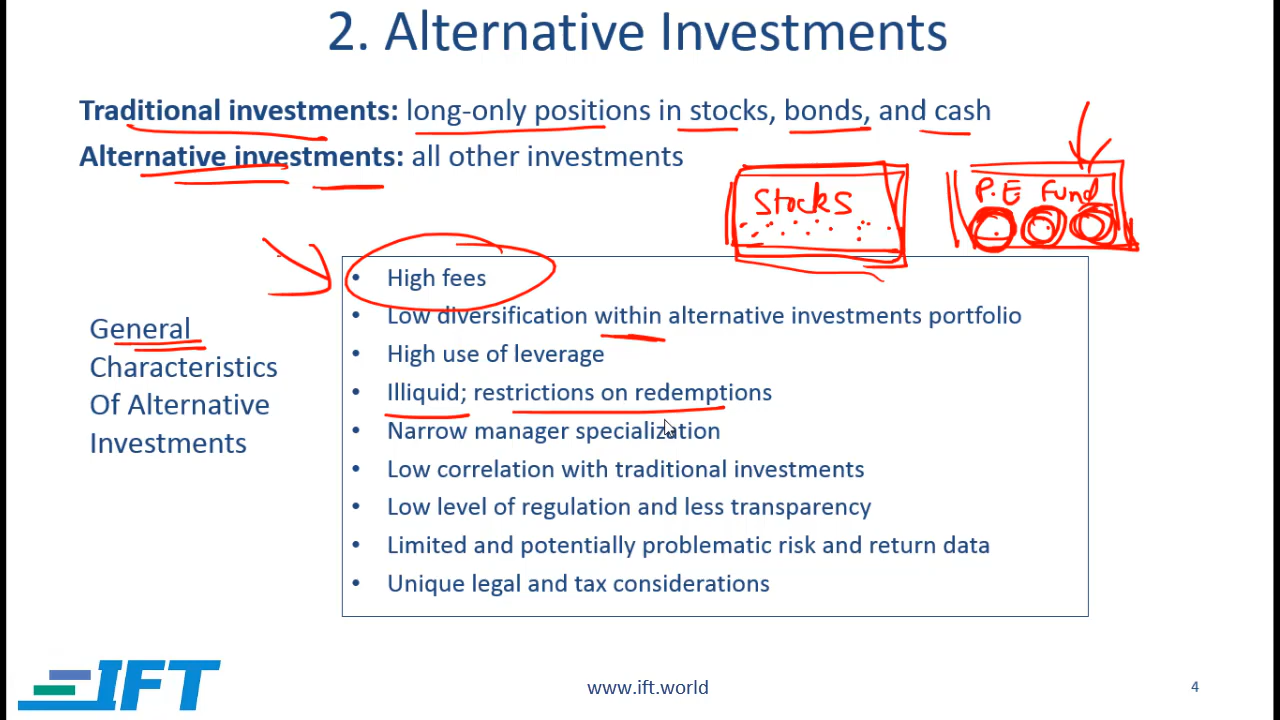 2. Alternative Investments
Traditional investments: long-only positions in stocks, bonds, and cash
Alternative investments: all other investments
Stocks
P.E Fund
General
Characteristics
Of Alternative
Investments
• High fees
• Low diversification within alternative investments portfolio
• High use of leverage
• Illiquid; restrictions on redemptions
• Narrow manager specialization
• Low correlation with traditional investments
• Low level of regulation and less transparency
• Limited and potentially problematic risk and return data
• Unique legal and tax considerations
IFT
www.ift.world
4